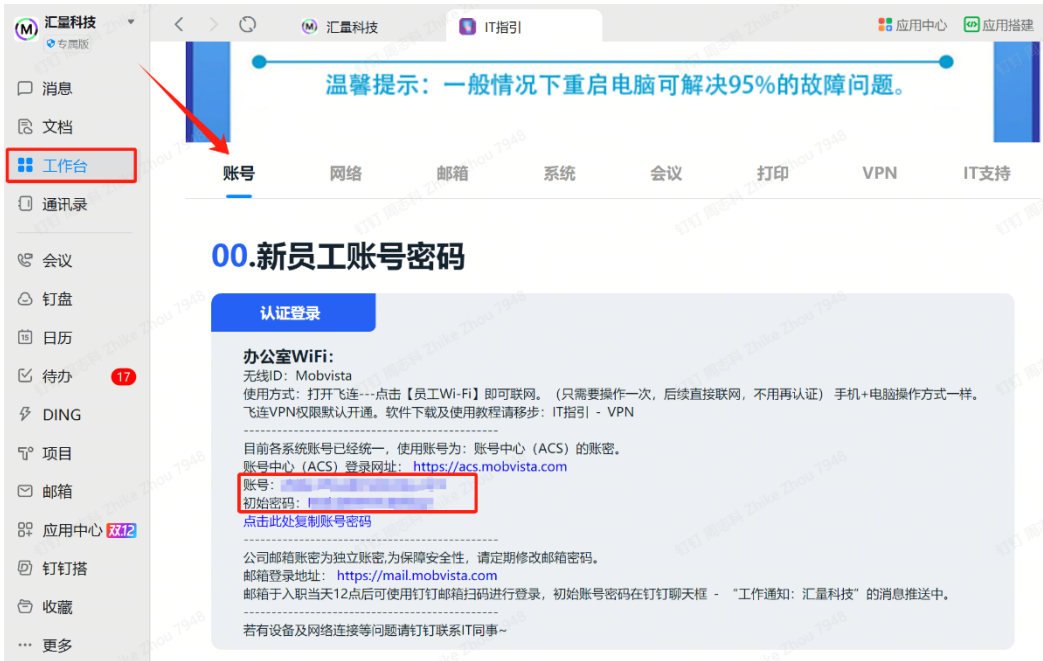 汇量科技
专属版
汇量科技
IT指引
应用中心
应用搭建
消息
文档
工作台
通讯录
会议
钉盘
日历
待办 17
DING
项目
邮箱
应用中心 双12
钉钉搭
收藏
更多
温馨提示：一般情况下重启电脑可解决95%的故障问题。
账号 网络 邮箱 系统 会议 打印 VPN IT支持
00.新员工账号密码
认证登录
办公室WiFi：
无线ID：Mobvista
使用方式：打开飞连---点击【员工Wi-Fi】即可联网。（只需要操作一次，后续直接联网，不用再认证）手机+电脑操作方式一样。
飞连VPN权限默认开通。软件下载及使用教程请移步：IT指引 - VPN
--------------------------------------------------
目前各系统账号已经统一，使用账号为：账号中心（ACS）的账密。
账号中心（ACS）登录网址： https://acs.mobvista.com
账号：
初始密码：
点击此处复制账号密码
--------------------------------------------------
公司邮箱账密为独立账密,为保障安全性，请定期修改邮箱密码。
邮箱登录地址： https://mail.mobvista.com
邮箱于入职当天12点后可使用钉钉邮箱扫码进行登录，初始账号密码在钉钉聊天框 - “工作通知：汇量科技”的消息推送中。
--------------------------------------------------
若有设备及网络连接等问题请钉钉联系IT同事~
钉钉 周志科 Zhike Zhou 7948